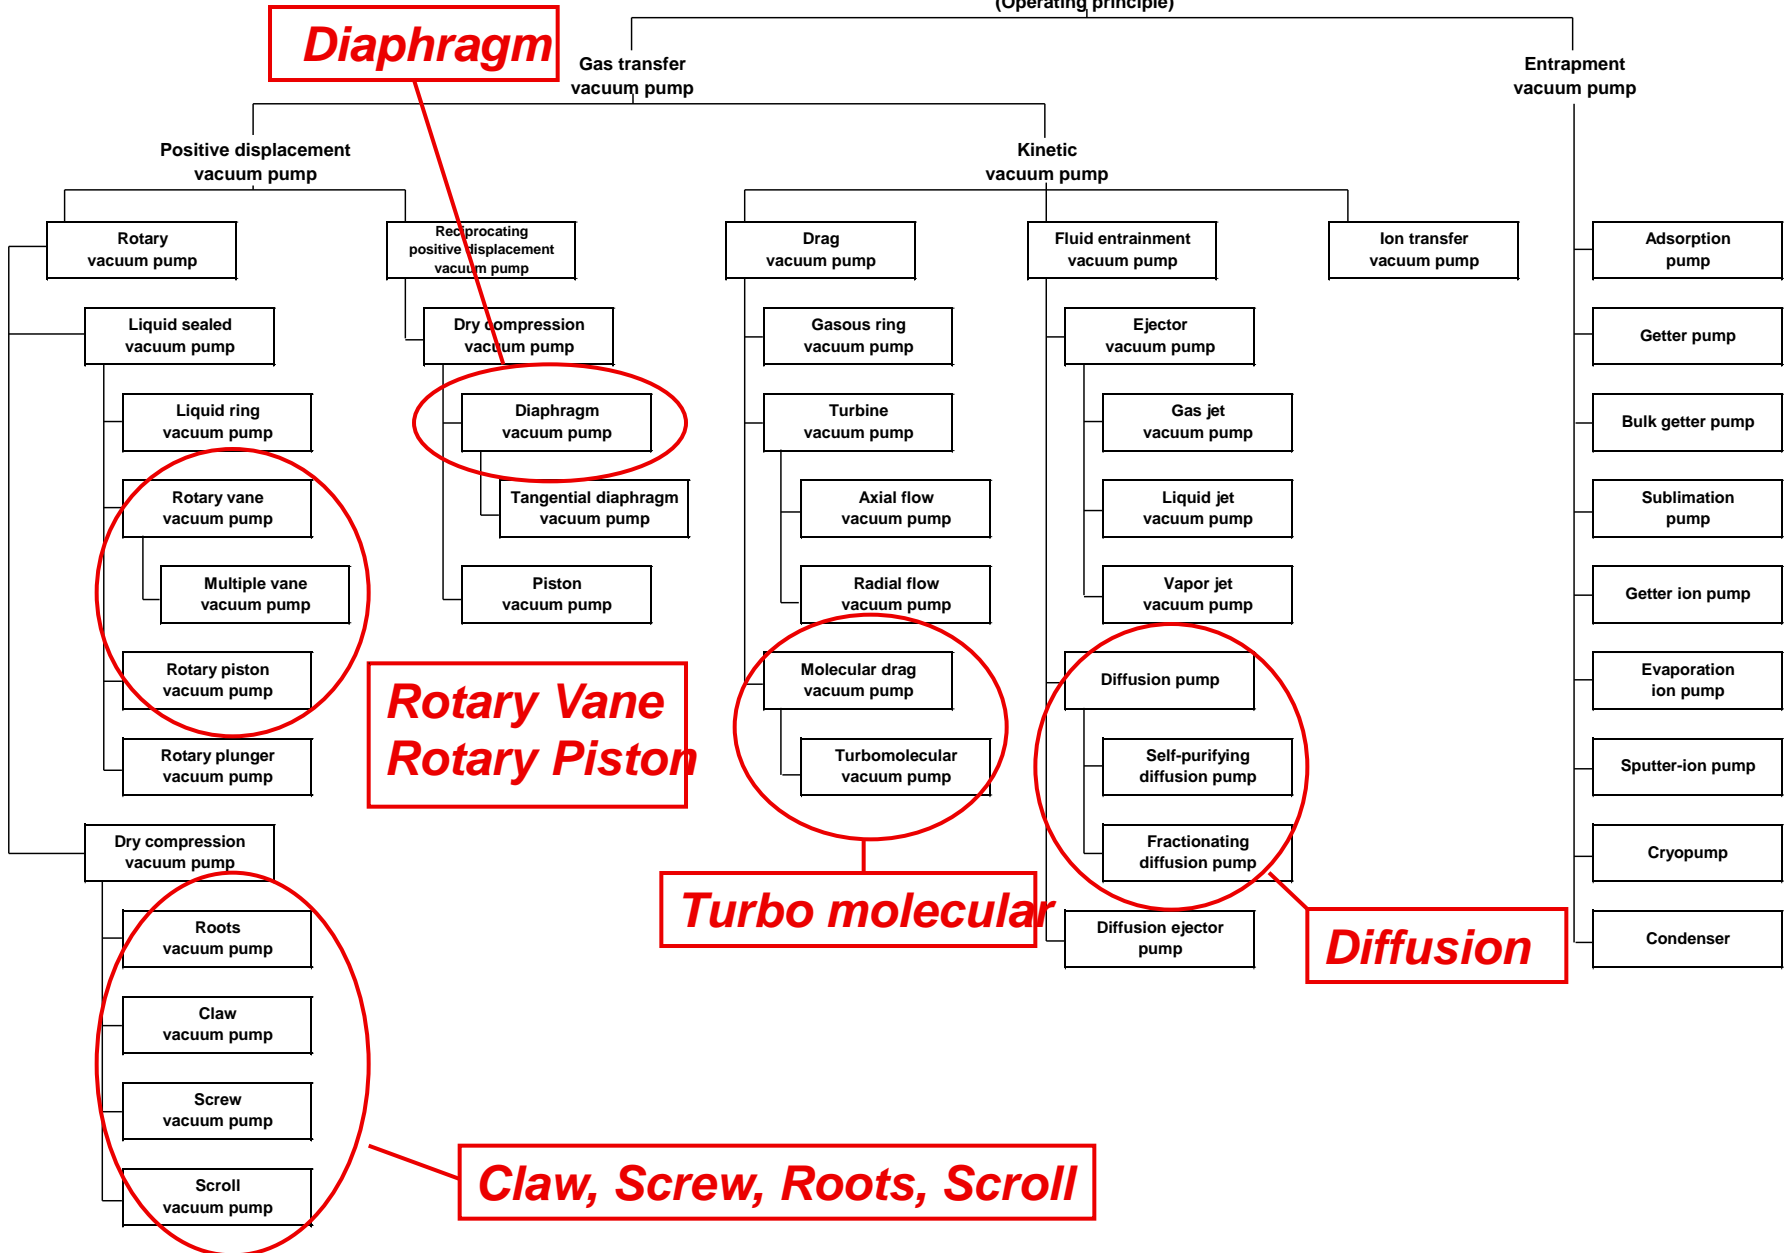 (Operating principle)
Diaphragm
Gas transfer
vacuum pump
Entrapment
vacuum pump
Positive displacement
vacuum pump
Kinetic
vacuum pump
Rotary
vacuum pump
Reciprocating
positive displacement
vacuum pump
Drag
vacuum pump
Fluid entrainment
vacuum pump
Ion transfer
vacuum pump
Adsorption
pump
Liquid sealed
vacuum pump
Dry compression
vacuum pump
Gasous ring
vacuum pump
Ejector
vacuum pump
Getter pump
Liquid ring
vacuum pump
Diaphragm
vacuum pump
Turbine
vacuum pump
Gas jet
vacuum pump
Bulk getter pump
Rotary vane
vacuum pump
Tangential diaphragm
vacuum pump
Axial flow
vacuum pump
Liquid jet
vacuum pump
Sublimation
pump
Multiple vane
vacuum pump
Piston
vacuum pump
Radial flow
vacuum pump
Vapor jet
vacuum pump
Getter ion pump
Rotary piston
vacuum pump
Rotary Vane
Rotary Piston
Molecular drag
vacuum pump
Diffusion pump
Evaporation
ion pump
Rotary plunger
vacuum pump
Turbomolecular
vacuum pump
Self-purifying
diffusion pump
Sputter-ion pump
Dry compression
vacuum pump
Fractionating
diffusion pump
Cryopump
Turbo molecular
Roots
vacuum pump
Diffusion ejector
pump
Diffusion
Condenser
Claw
vacuum pump
Screw
vacuum pump
Scroll
vacuum pump
Claw, Screw, Roots, Scroll